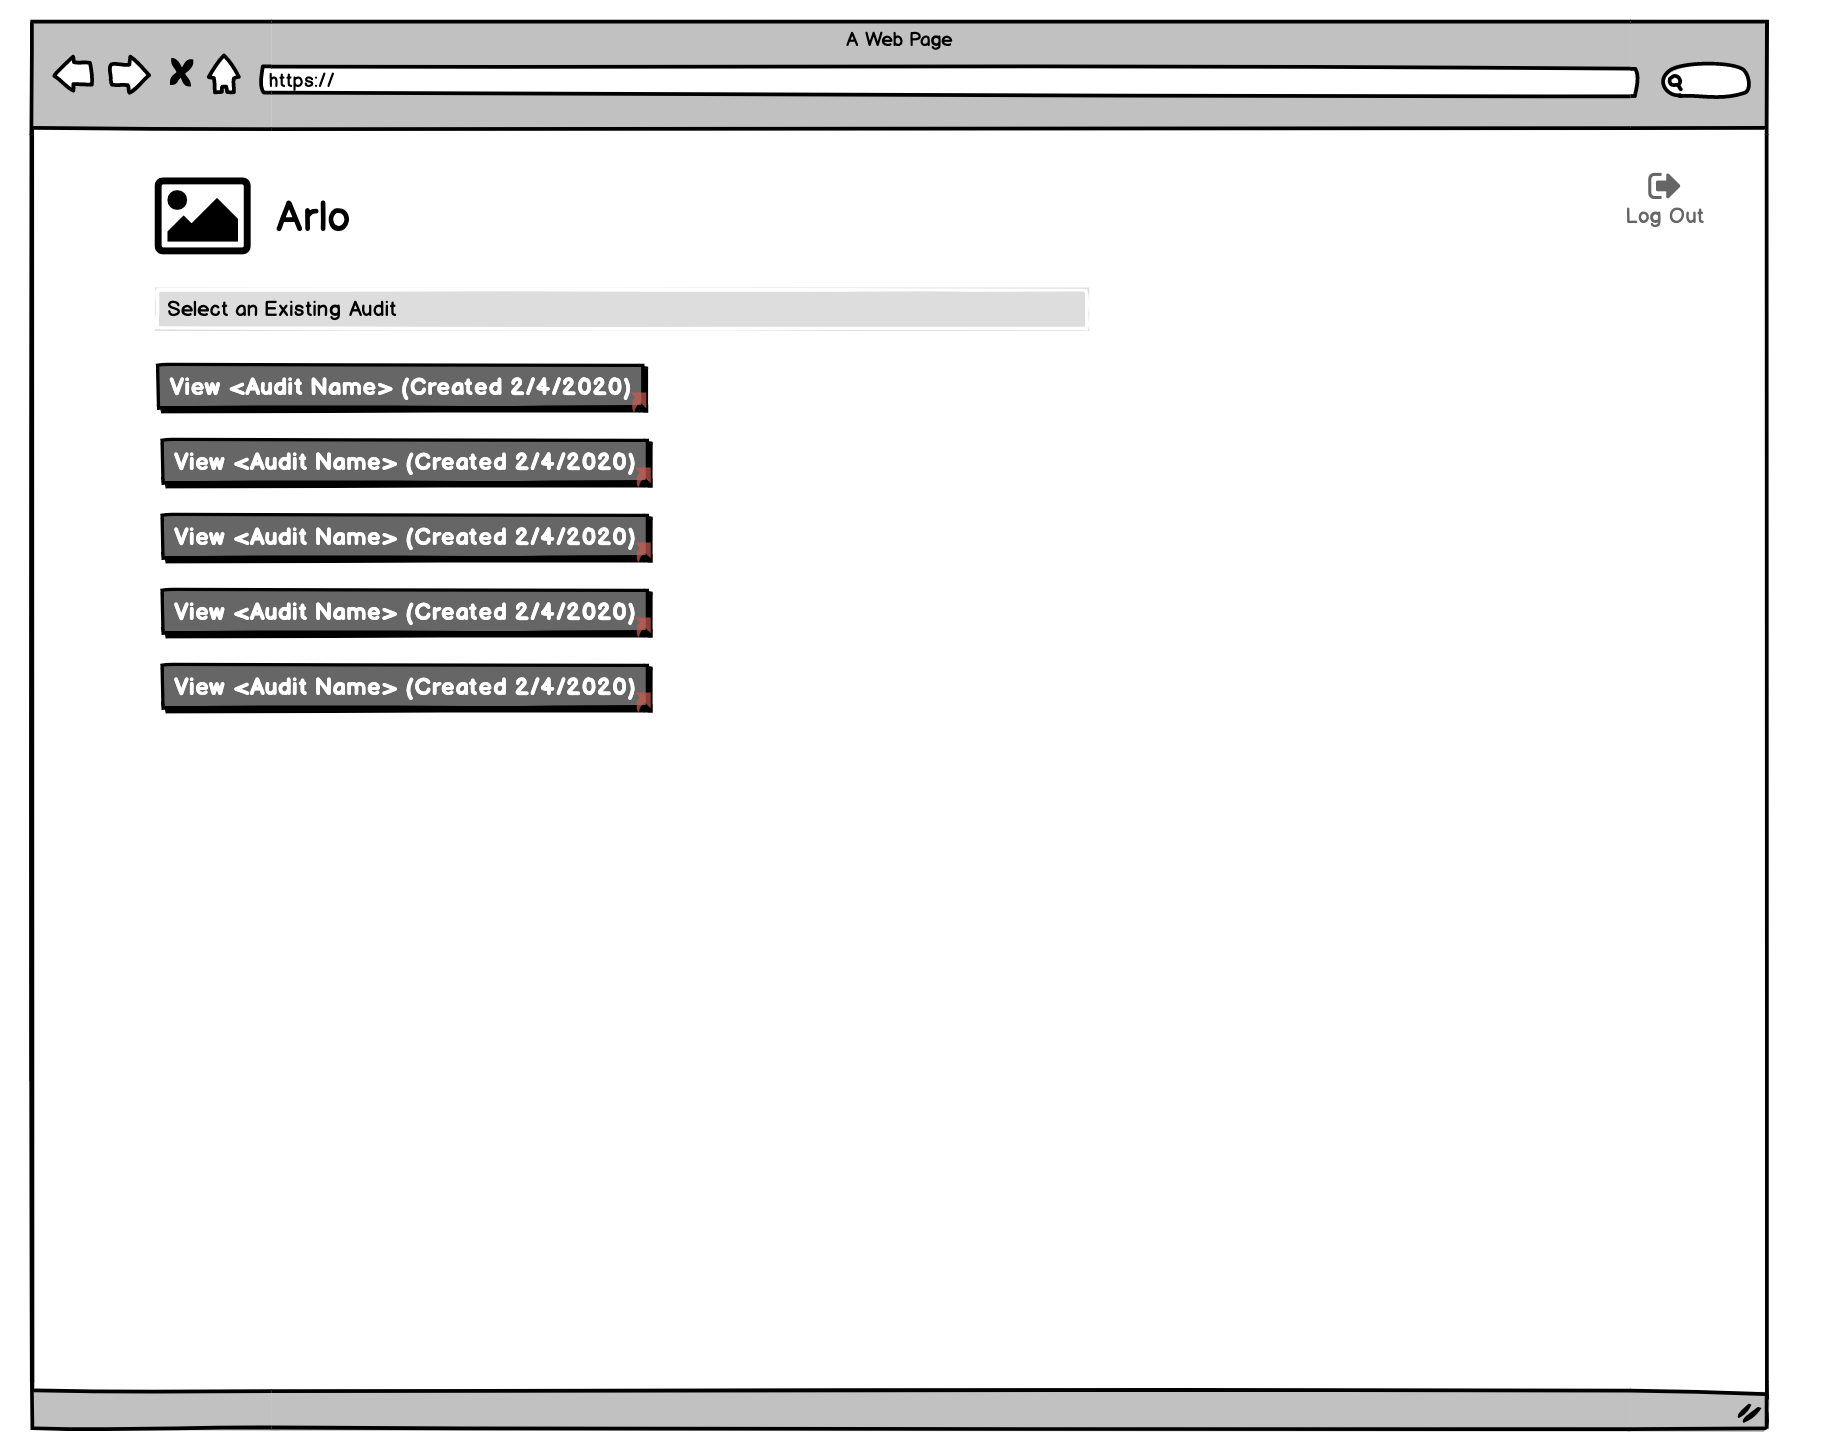 A Web Page
https://
Arlo
Log Out
Select an Existing Audit
View <Audit Name> (Created 2/4/2020)
View <Audit Name> (Created 2/4/2020)
View <Audit Name> (Created 2/4/2020)
View <Audit Name> (Created 2/4/2020)
View <Audit Name> (Created 2/4/2020)